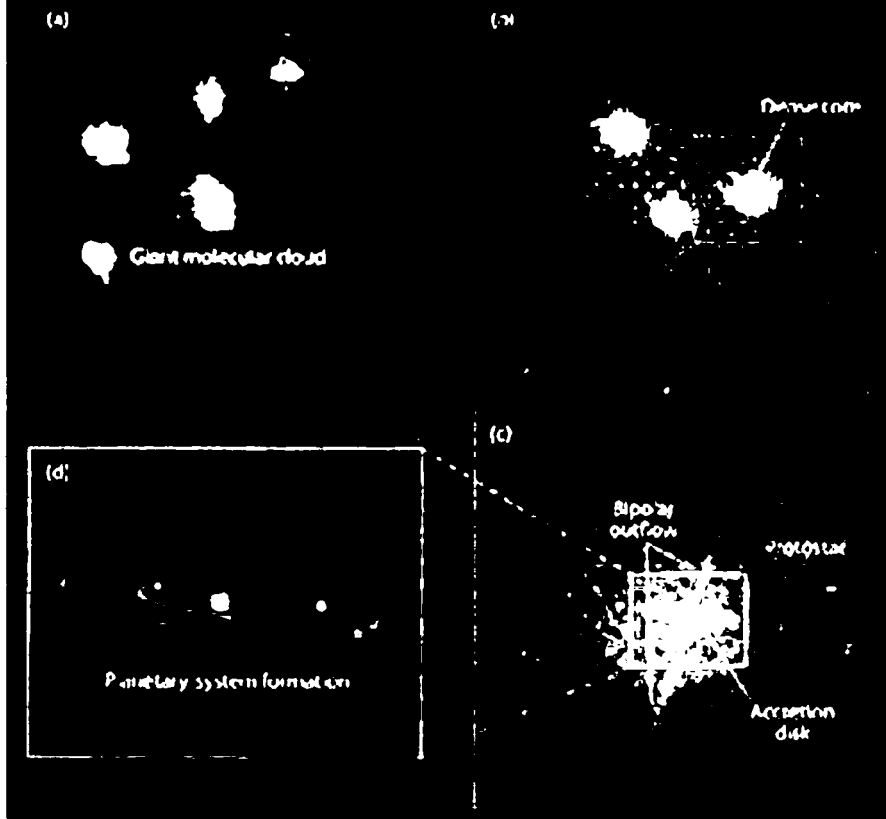 (a)
Giant molecular cloud
(b)
Dense core
(c)
Bipolar
outflow
Protostar
Accretion
disk
(d)
Planetary system formation